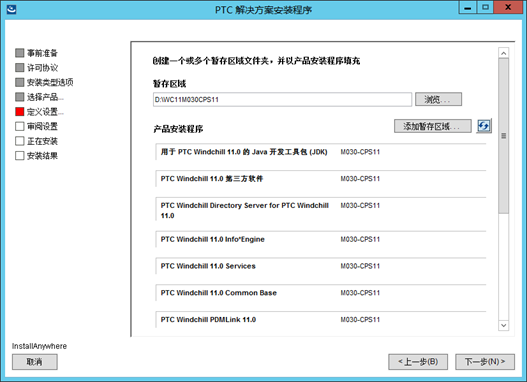 PTC 解决方案安装程序
事前准备
许可协议
安装类型选项
选择产品...
定义设置...
审阅设置
正在安装
安装结果
创建一个或多个暂存区域文件夹，并以产品安装程序填充
暂存区域
D:\WC11M030CPS11
浏览...
产品安装程序
添加暂存区域...
用于 PTC Windchill 11.0 的 Java 开发工具包 (JDK) M030-CPS11
PTC Windchill 11.0 第三方软件 M030-CPS11
PTC Windchill Directory Server for PTC Windchill M030-CPS11
11.0
PTC Windchill 11.0 Info*Engine M030-CPS11
PTC Windchill 11.0 Services M030-CPS11
PTC Windchill 11.0 Common Base M030-CPS11
PTC Windchill PDMLink 11.0 M030-CPS11
InstallAnywhere
取消
<上一步(B)
下一步(N)>